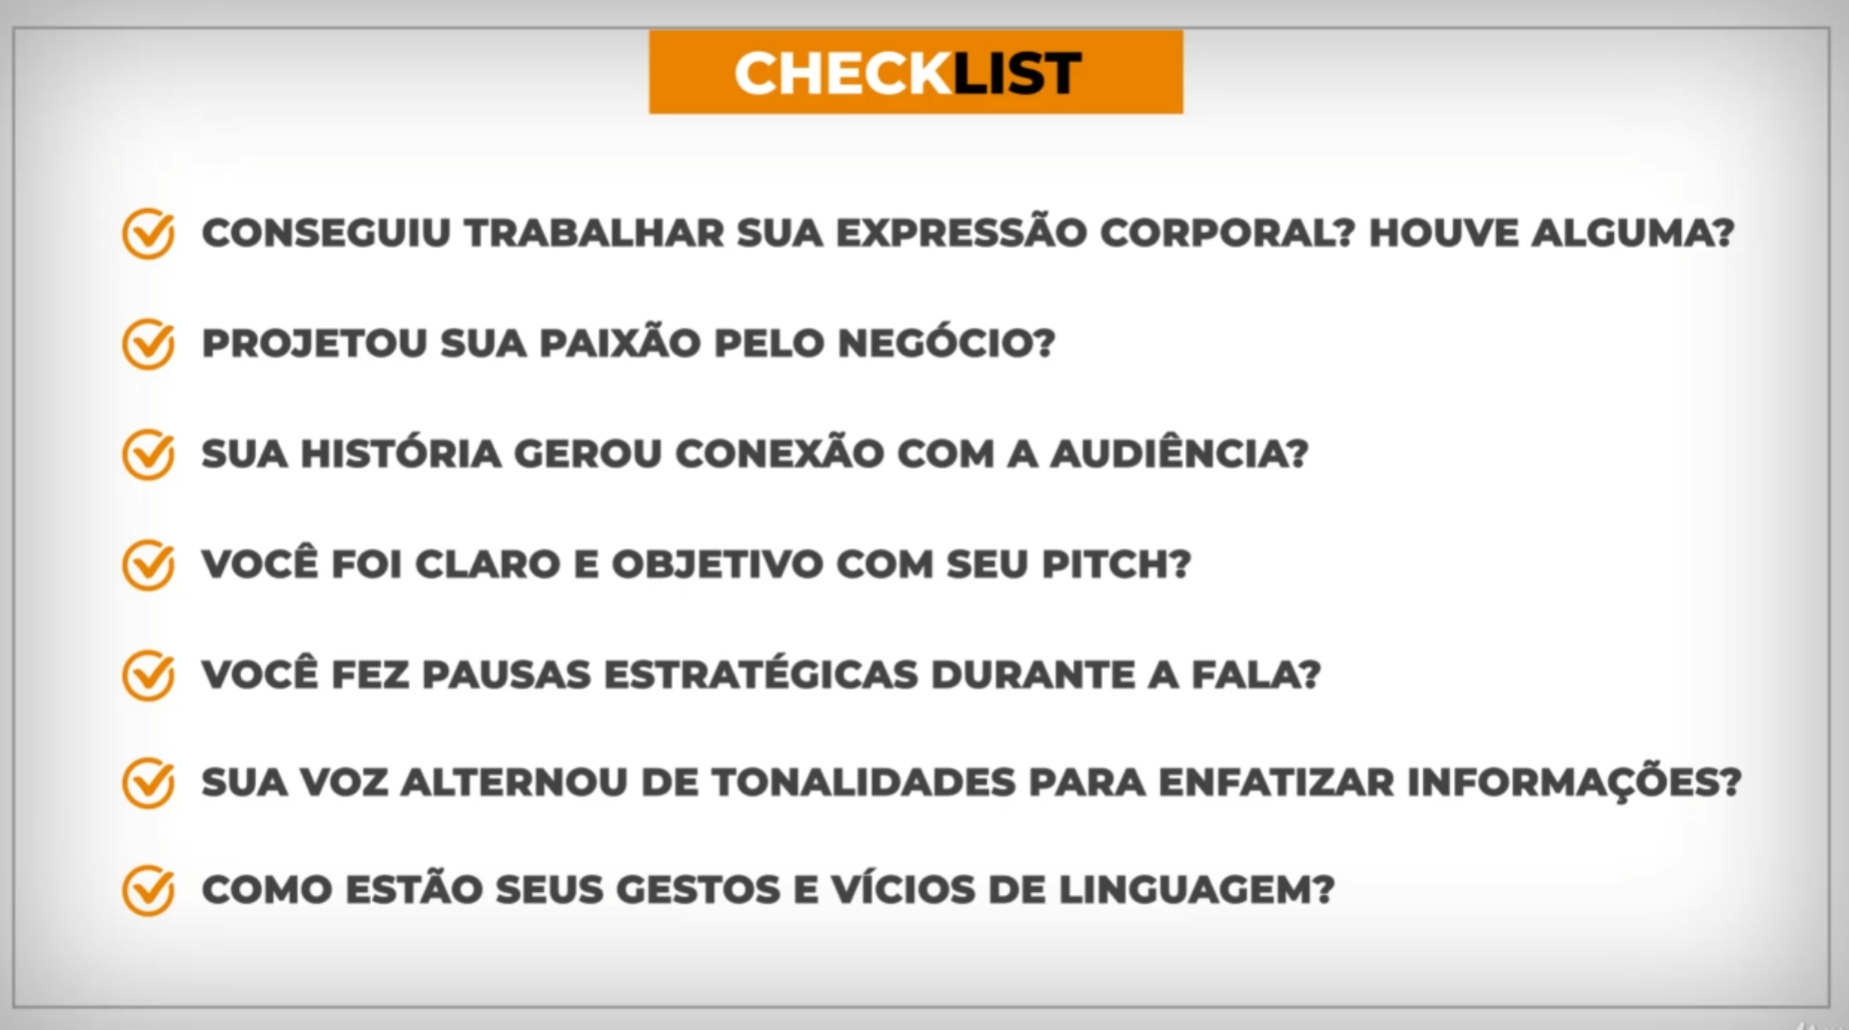 CHECKLIST
CONSEGUIU TRABALHAR SUA EXPRESSÃO CORPORAL? HOUVE ALGUMA?
PROJETOU SUA PAIXÃO PELO NEGÓCIO?
SUA HISTÓRIA GEROU CONEXÃO COM A AUDIÊNCIA?
VOCÊ FOI CLARO E OBJETIVO COM SEU PITCH?
VOCÊ FEZ PAUSAS ESTRATÉGICAS DURANTE A FALA?
SUA VOZ ALTERNOU DE TONALIDADES PARA ENFATIZAR INFORMAÇÕES?
COMO ESTÃO SEUS GESTOS E VÍCIOS DE LINGUAGEM?